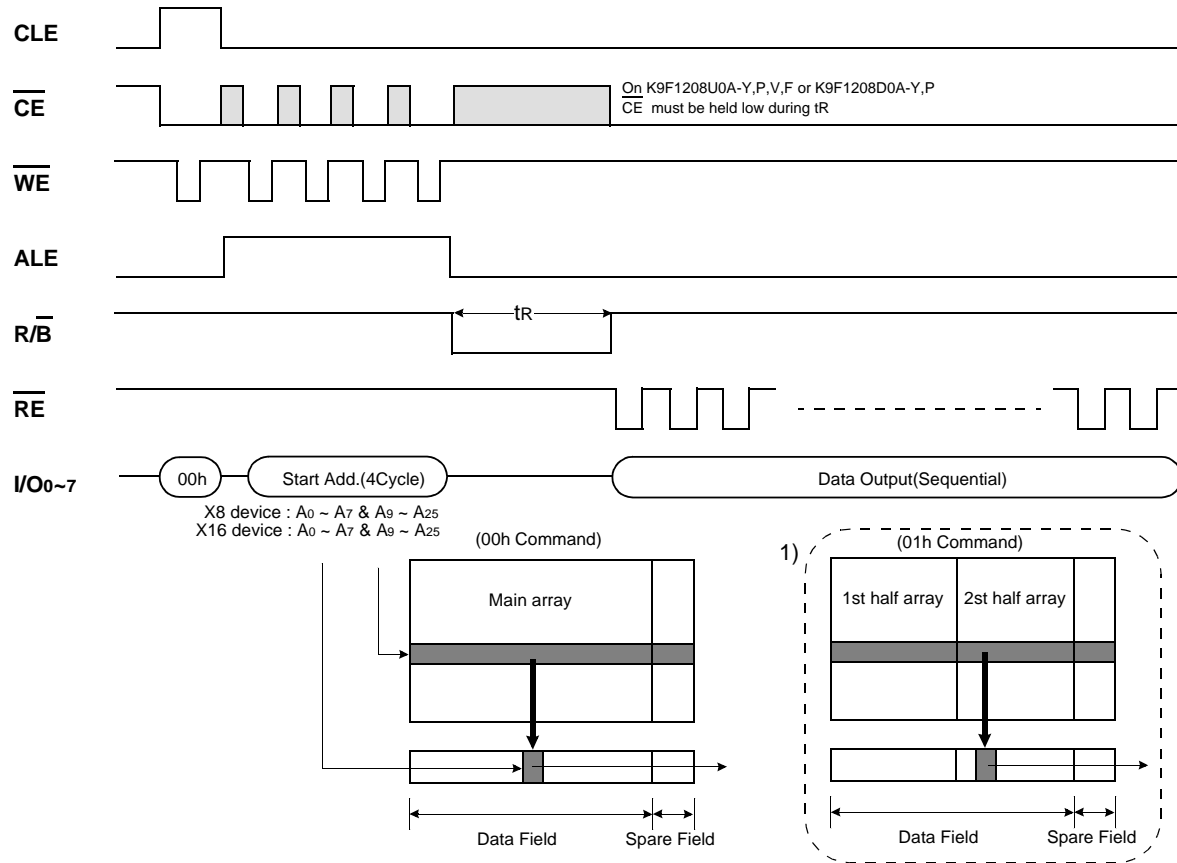 CLE
CE
On K9F1208U0A-Y,P,V,F or K9F1208D0A-Y,P
CE must be held low during tR
WE
ALE
R/B
tR
RE
I/O0~7
00h
Start Add.(4Cycle)
Data Output(Sequential)
X8 device : A0 ~ A7 & A9 ~ A25
X16 device : A0 ~ A7 & A9 ~ A25
(00h Command)
Main array
Data Field
Spare Field
1)
(01h Command)
1st half array
2st half array
Data Field
Spare Field